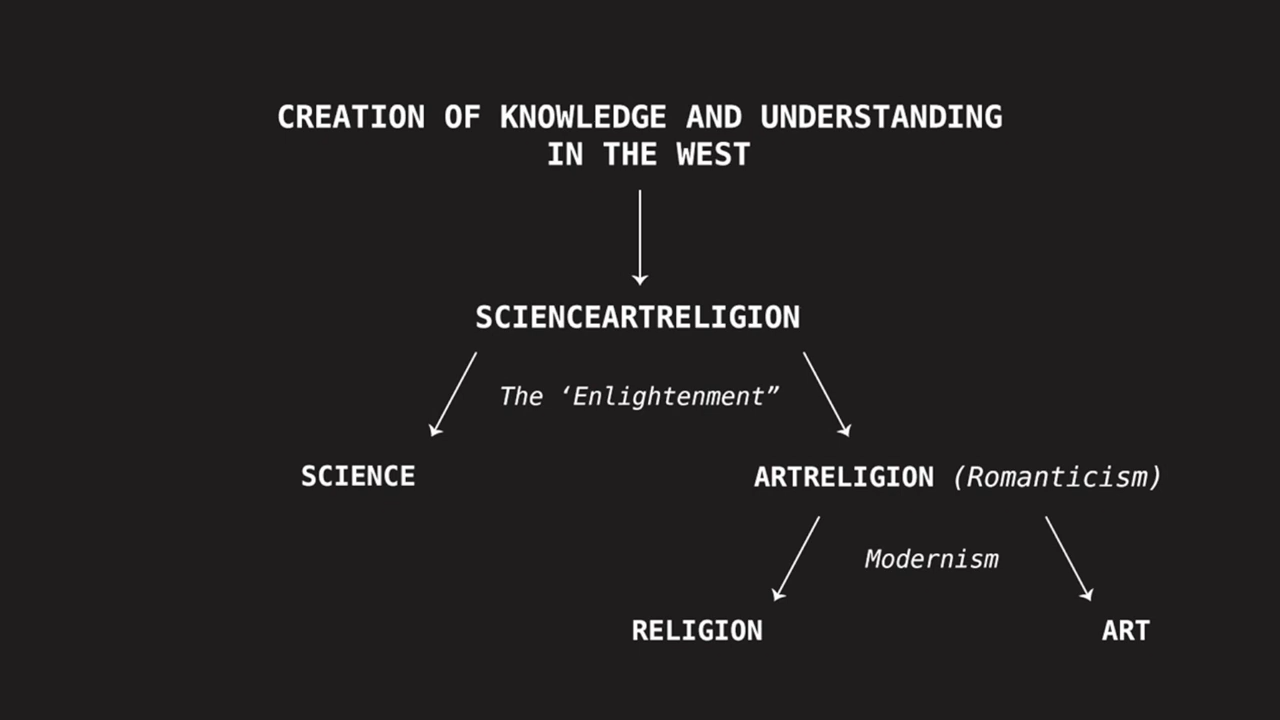 CREATION OF KNOWLEDGE AND UNDERSTANDING
IN THE WEST
SCIENCEARTRELIGION
The ‘Enlightenment”
SCIENCE
ARTRELIGION (Romanticism)
Modernism
RELIGION
ART